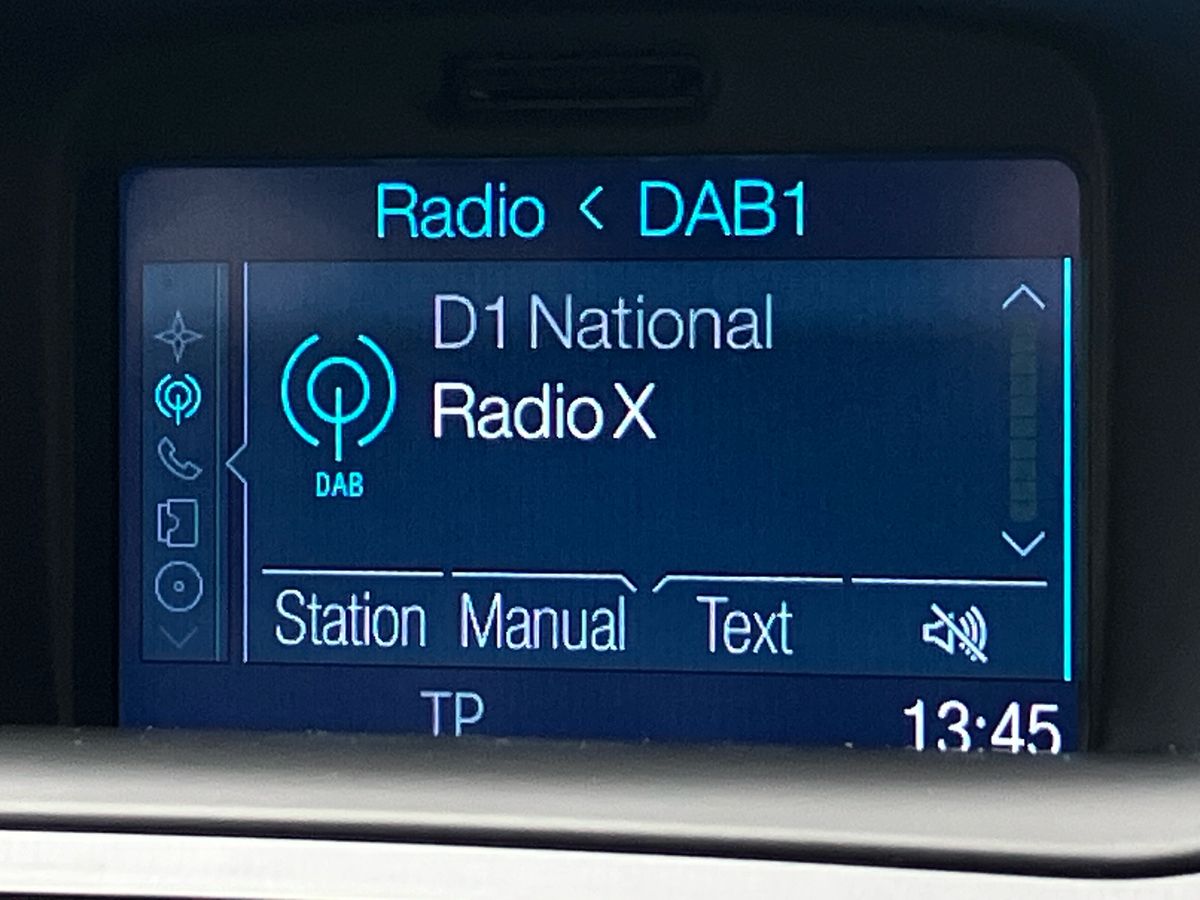 Radio < DAB1
D1 National
Radio X
DAB
Station Manual Text
TP 13:45